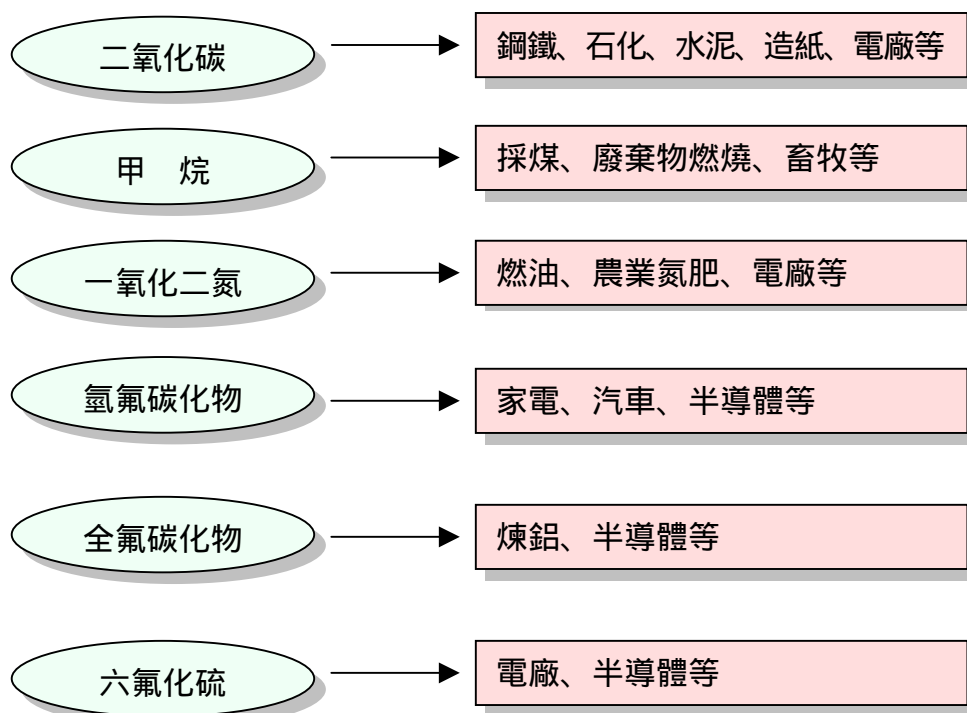 二氧化碳
鋼鐵、石化、水泥、造紙、電廠等
甲 烷
採煤、廢棄物燃燒、畜牧等
一氧化二氮
燃油、農業氮肥、電廠等
氫氟碳化物
家電、汽車、半導體等
全氟碳化物
煉鋁、半導體等
六氟化硫
電廠、半導體等